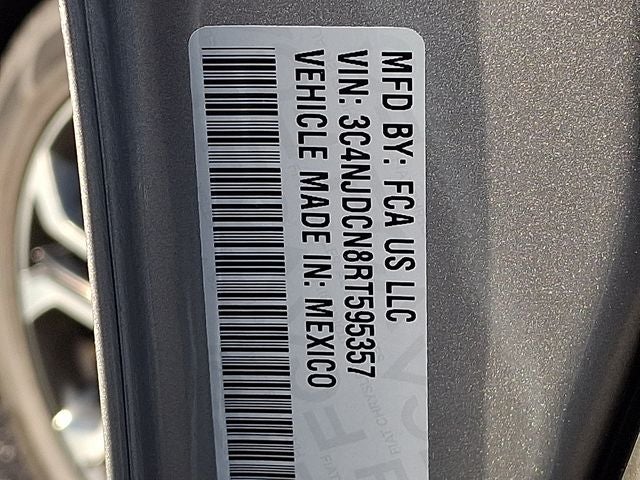 MFD BY: FCA US LLC
VIN: 3C4NJDCN8RT595357
VEHICLE MADE IN: MEXICO